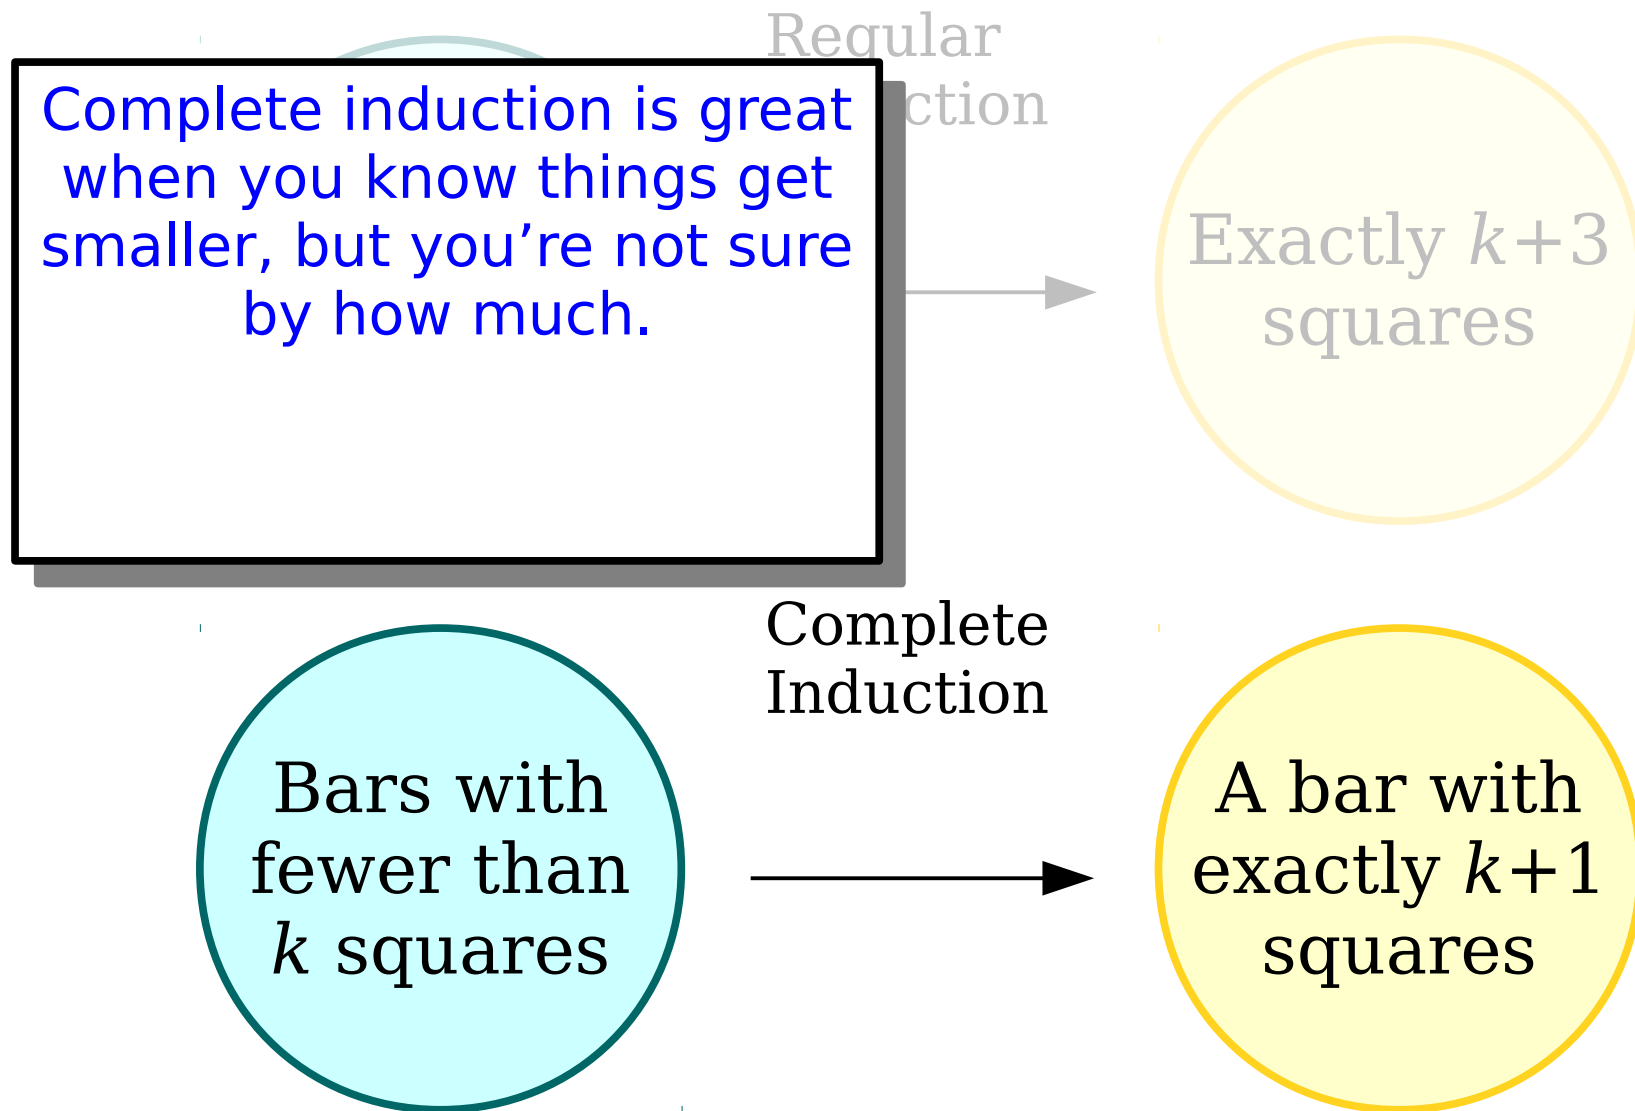 Regular
ction
Complete induction is great
when you know things get
smaller, but you’re not sure
by how much.
Exactly k+3
squares
Complete
Induction
Bars with
fewer than
k squares
A bar with
exactly k+1
squares